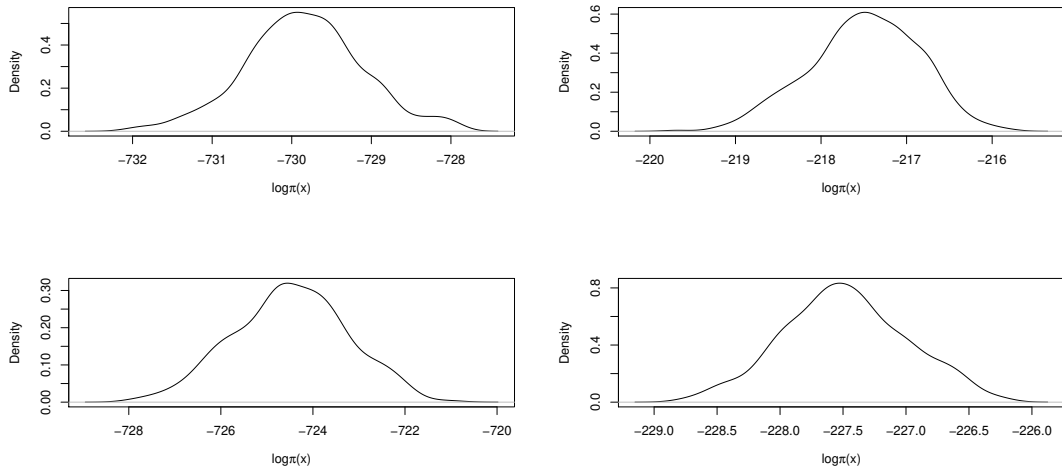 Density
0.0 0.2 0.4
−732 −731 −730 −729 −728
logπ(x)
Density
0.0 0.2 0.4 0.6
−220 −219 −218 −217 −216
logπ(x)
Density
0.00 0.10 0.20 0.30
−728 −726 −724 −722 −720
logπ(x)
Density
0.0 0.4 0.8
−229.0 −228.5 −228.0 −227.5 −227.0 −226.5 −226.0
logπ(x)